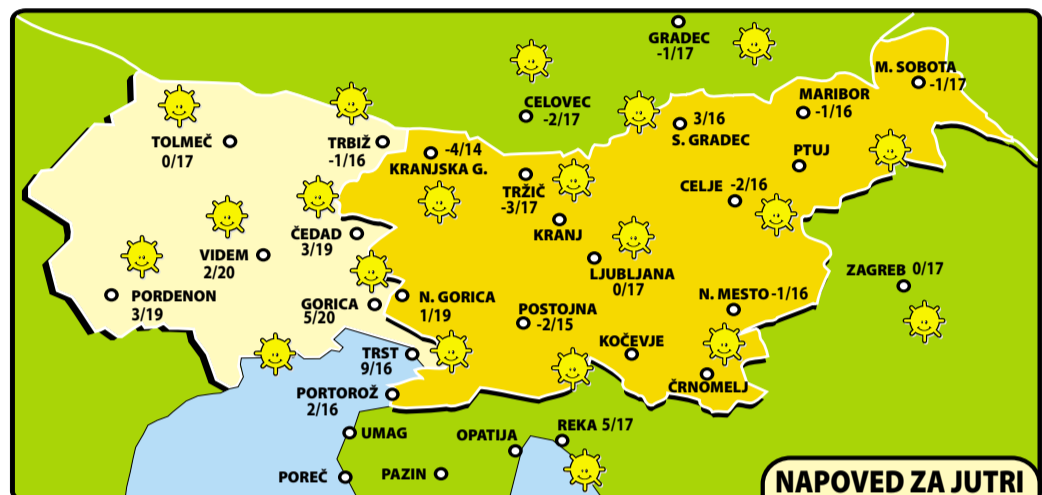 GRADEC
-1/17
M. SOBOTA
-1/17
CELOVEC
-2/17
MARIBOR
-1/16
3/16
S. GRADEC
TOLMEČ
0/17
TRBIŽ
-1/16
-4/14
KRANJSKA G.
PTUJ
TRŽIČ
-3/17
CELJE -2/16
KRANJ
ČEDAD
3/19
VIDEM
2/20
LJUBLJANA
0/17
ZAGREB 0/17
PORDENON
3/19
GORICA
5/20
N. GORICA
1/19
POSTOJNA
-2/15
N. MESTO -1/16
KOČEVJE
TRST
9/16
ČRNOMELJ
PORTOROŽ
2/16
UMAG
OPATIJA
REKA 5/17
POREČ
PAZIN
NAPOVED ZA JUTRI